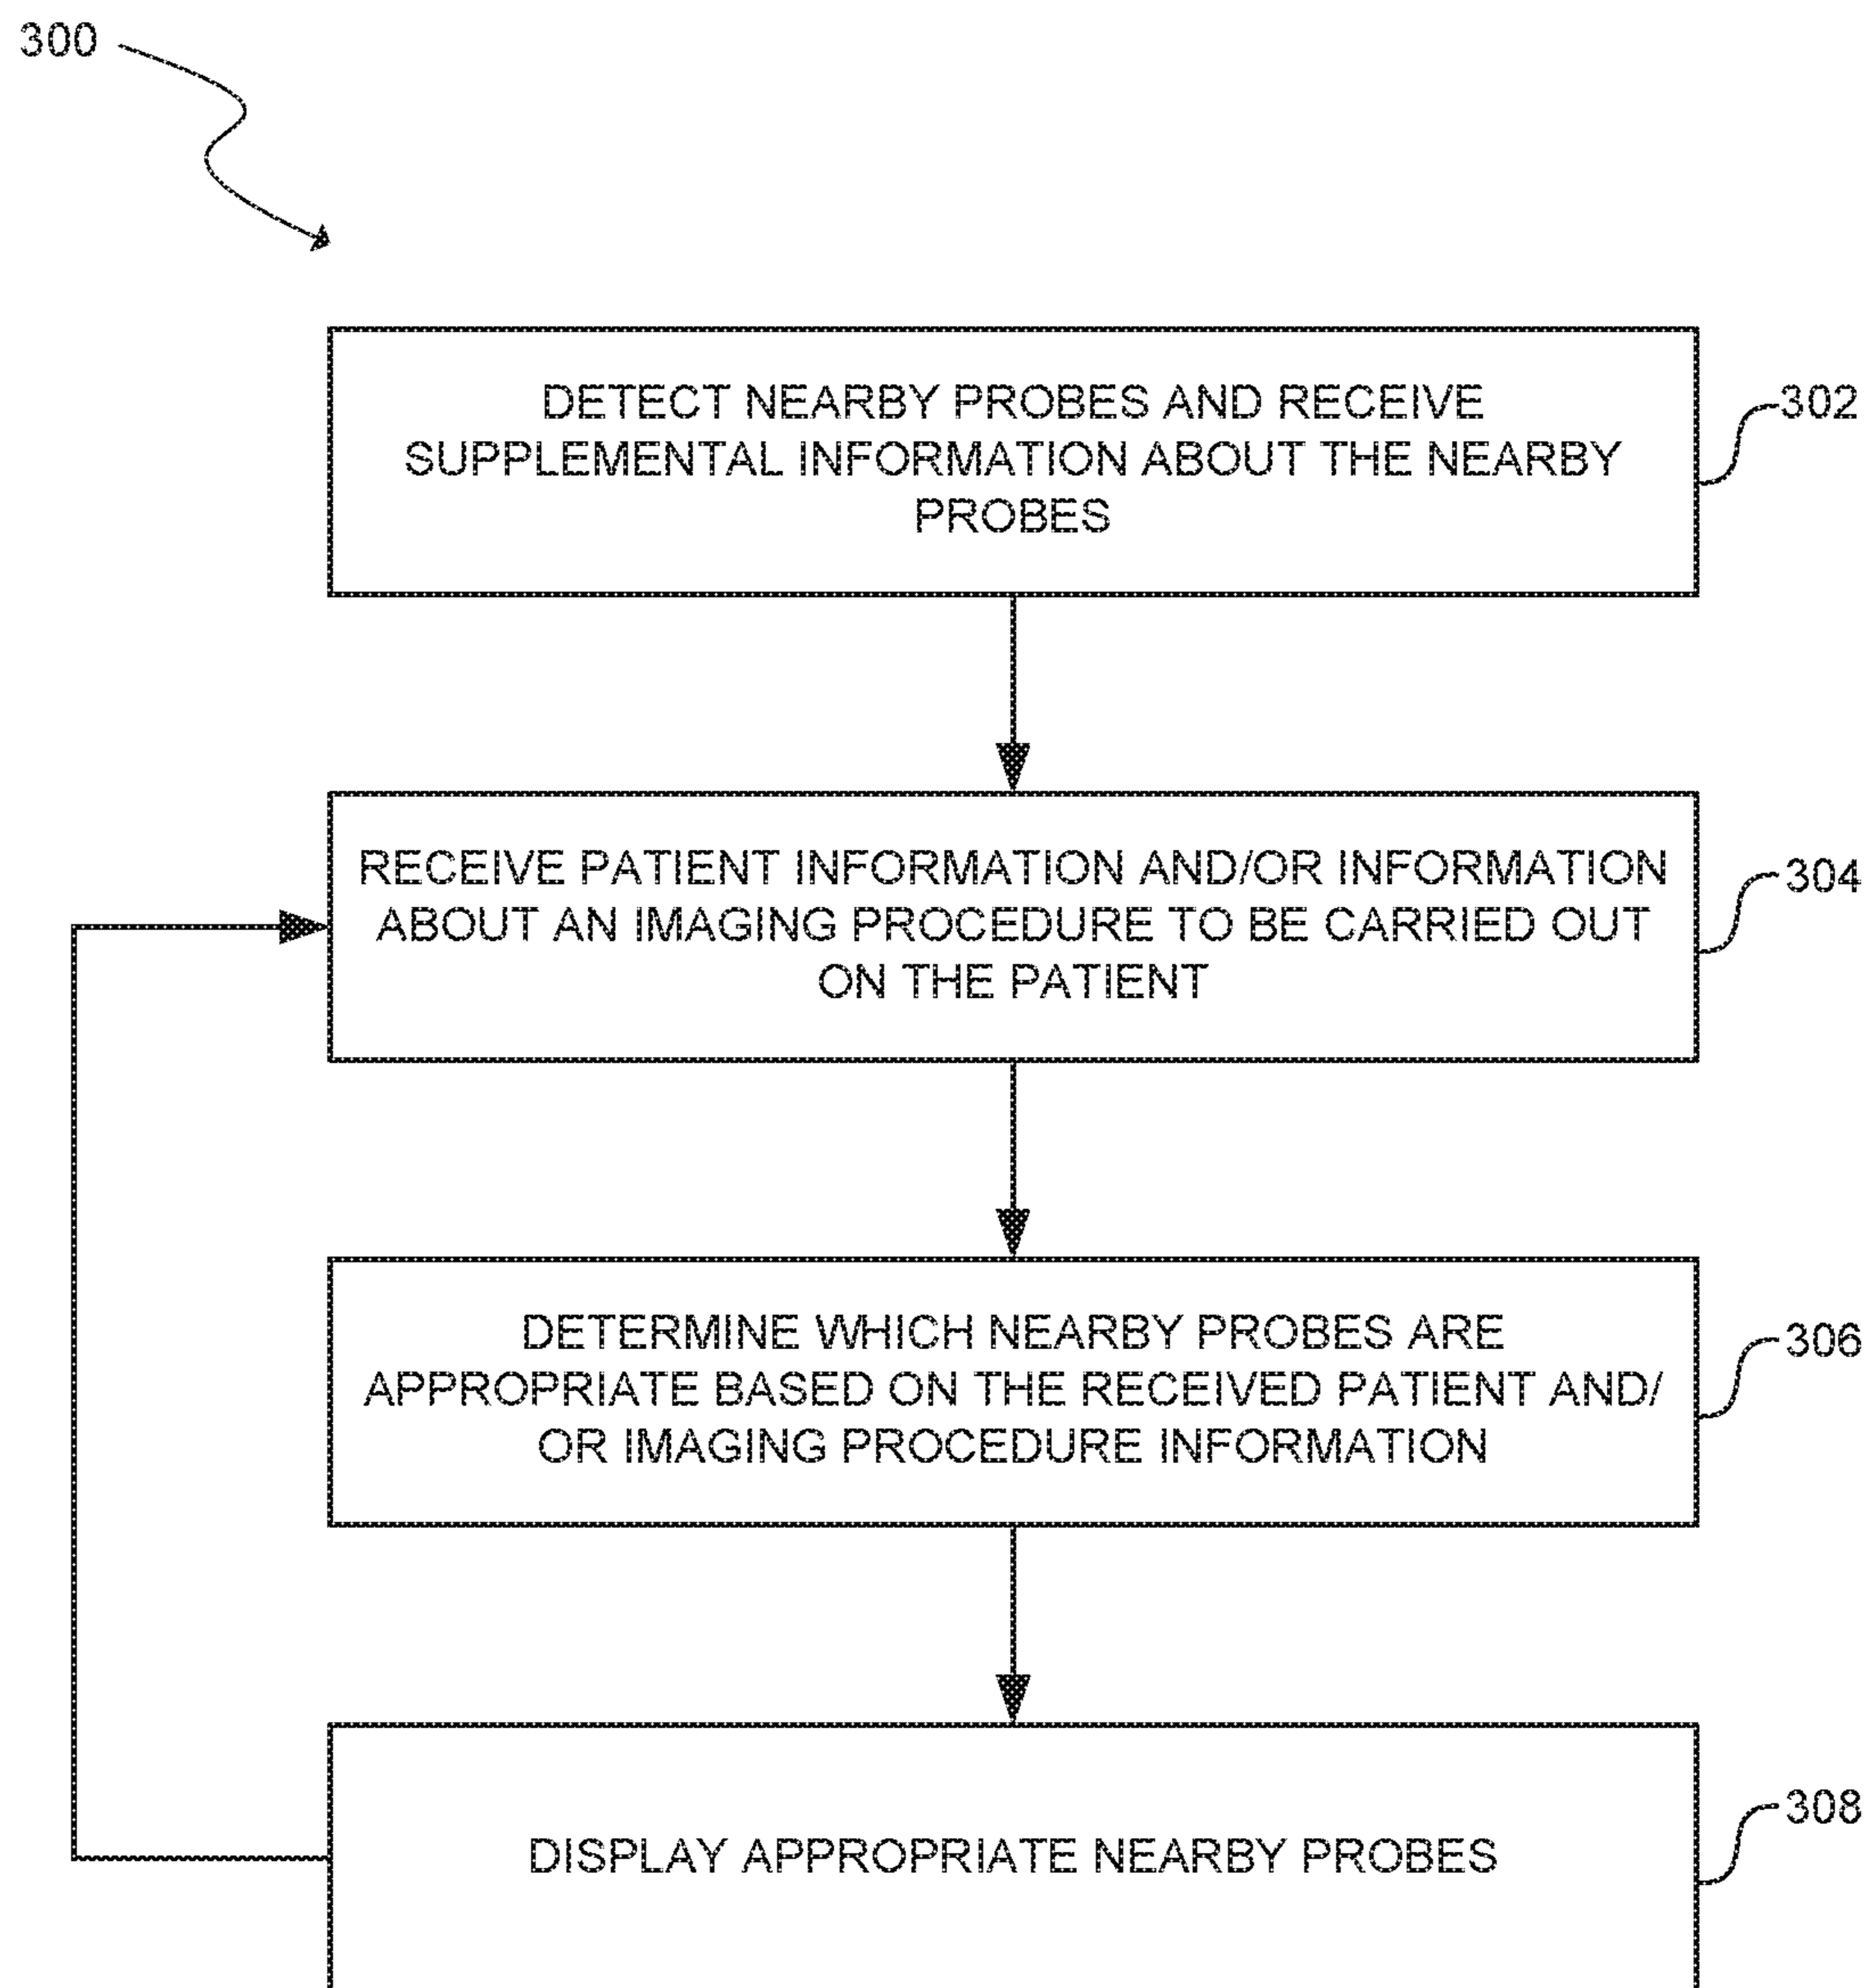 300
DETECT NEARBY PROBES AND RECEIVE
SUPPLEMENTAL INFORMATION ABOUT THE NEARBY
PROBES
302
RECEIVE PATIENT INFORMATION AND/OR INFORMATION
ABOUT AN IMAGING PROCEDURE TO BE CARRIED OUT
ON THE PATIENT
304
DETERMINE WHICH NEARBY PROBES ARE
APPROPRIATE BASED ON THE RECEIVED PATIENT AND/
OR IMAGING PROCEDURE INFORMATION
306
DISPLAY APPROPRIATE NEARBY PROBES
308